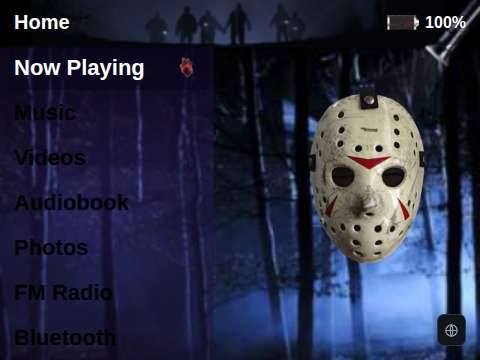 Home
100%
Now Playing
Music
Videos
Audiobook
Photos
FM Radio
Bluetooth